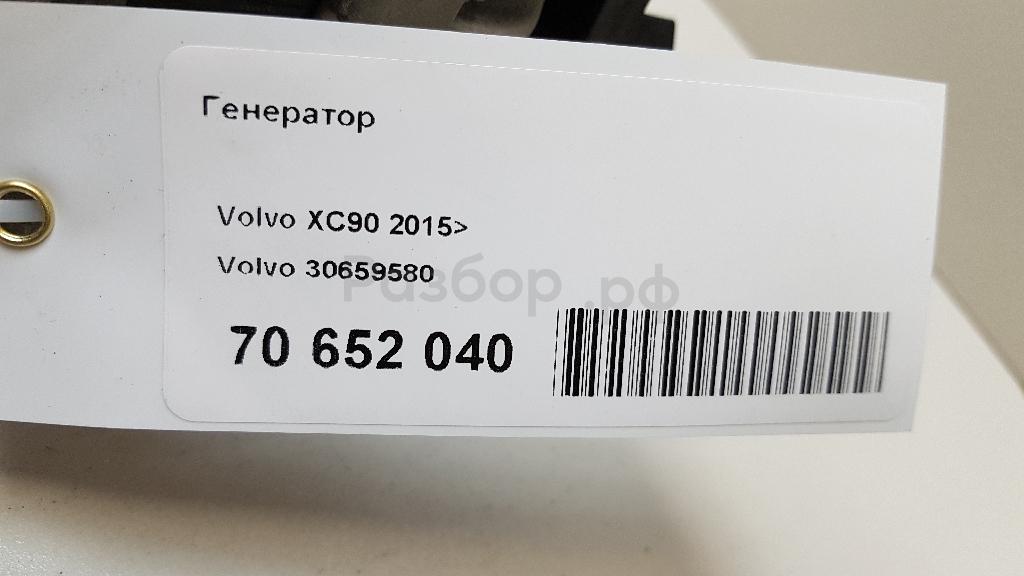 Генератор
Volvo XC90 2015>
Volvo 30659580
Разбор.рф
70 652 040